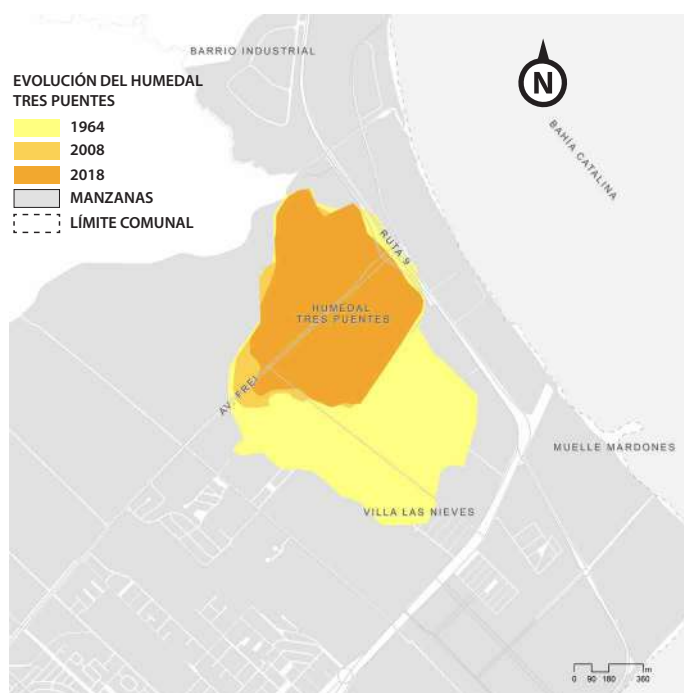 BARRIO INDUSTRIAL
EVOLUCIÓN DEL HUMEDAL
TRES PUENTES
1964
2008
2018
MANZANAS
LÍMITE COMUNAL
N
BAHÍA CATALINA
RUTA 9
HUMEDAL
TRES PUENTES
AV. FREI
MUELLE MARDONES
VILLA LAS NIEVES
m
0 90 180 360